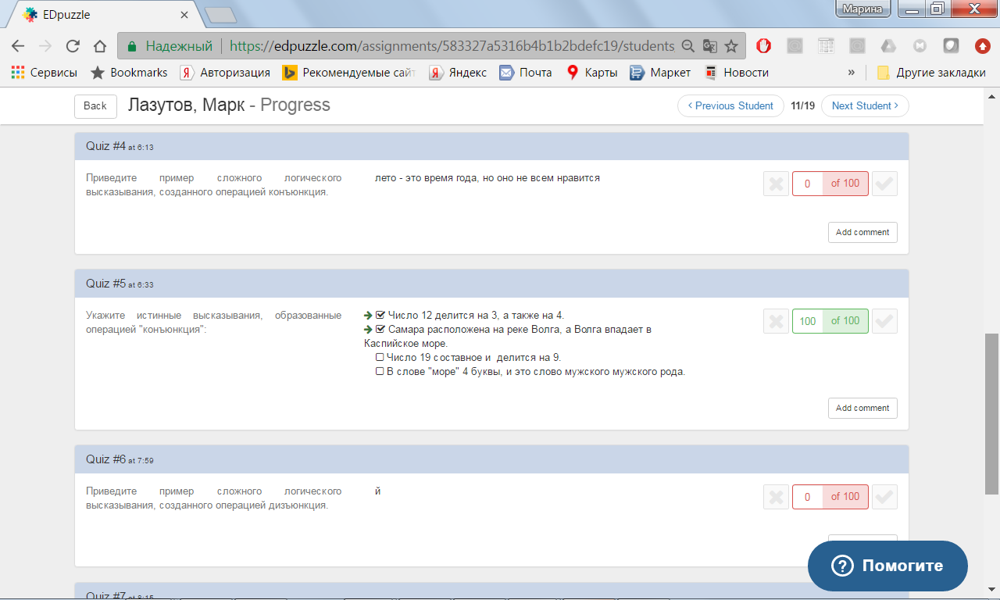 EDpuzzle
Марина
Надежный https://edpuzzle.com/assignments/583327a5316b4b1b2bdefc19/students
Сервисы Bookmarks Авторизация Рекомендуемые сайт Яндекс Почта Карты Маркет Новости » Другие закладки
Back Лазутов, Марк - Progress ‹ Previous Student 11/19 Next Student ›
Quiz #4 at 6:13
Приведите пример сложного логического
высказывания, созданного операцией конъюнкция.
лето - это время года, но оно не всем нравится
0 of 100
Add comment
Quiz #5 at 6:33
Укажите истинные высказывания, образованные
операцией "конъюнкция":
Число 12 делится на 3, а также на 4.
Самара расположена на реке Волга, а Волга впадает в
Каспийское море.
Число 19 составное и делится на 9.
В слове "море" 4 буквы, и это слово мужского мужского рода.
100 of 100
Add comment
Quiz #6 at 7:59
Приведите пример сложного логического
высказывания, созданного операцией дизъюнкция.
й
0 of 100
Помогите
Quiz #7 at 8:15